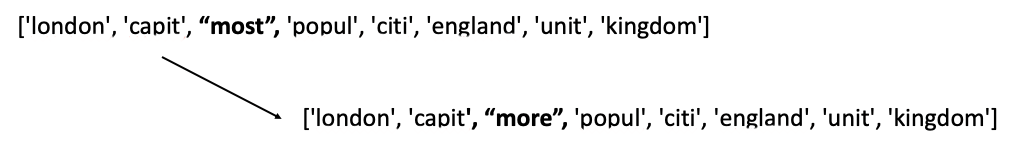 ['london', 'capit', “most”, 'popul', 'citi', 'england', 'unit', 'kingdom']
['london', 'capit', “more”, 'popul', 'citi', 'england', 'unit', 'kingdom']